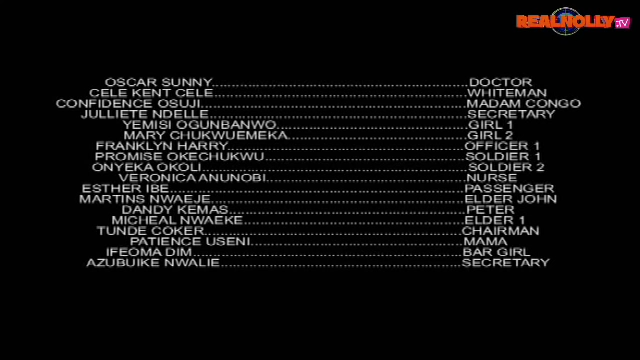 REALNOLLY.TV
OSCAR SUNNY....................................................DOCTOR
CELE KENT CELE....................................................WHITEMAN
CONFIDENCE OSUJI....................................................MADAM CONGO
JULLIETE NDELLE....................................................SECRETARY
YEMISI OGUNBANWO....................................................GIRL 1
MARY CHUKWUEMEKA....................................................GIRL 2
FRANKLYN HARRY....................................................OFFICER 1
PROMISE OKECHUKWU....................................................SOLDIER 1
ONYEKA OKOLI....................................................SOLDIER 2
VERONICA ANUNOBI....................................................NURSE
ESTHER IBE....................................................PASSENGER
MARTINS NWAEJE....................................................ELDER JOHN
DANDY KEMAS....................................................PETER
MICHEAL NWAEKE....................................................ELDER 1
TUNDE COKER....................................................CHAIRMAN
PATIENCE USENI....................................................MAMA
IFEOMA DIM....................................................BAR GIRL
AZUBUIKE NWALIE....................................................SECRETARY